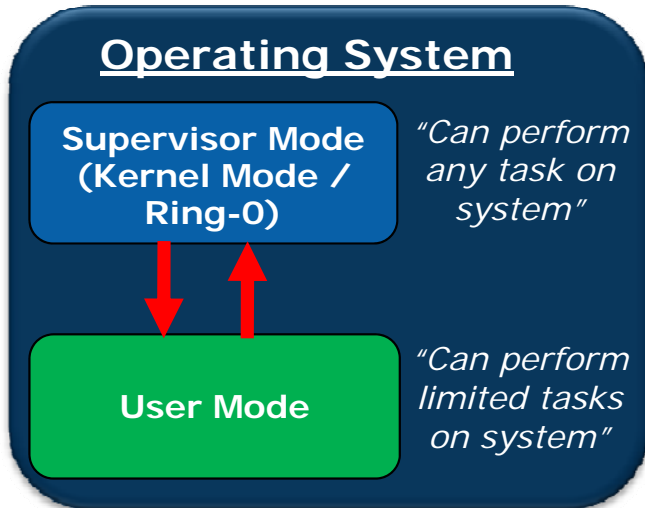 Operating System
Supervisor Mode
(Kernel Mode /
Ring-0)
"Can perform
any task on
system"
User Mode
"Can perform
limited tasks
on system"